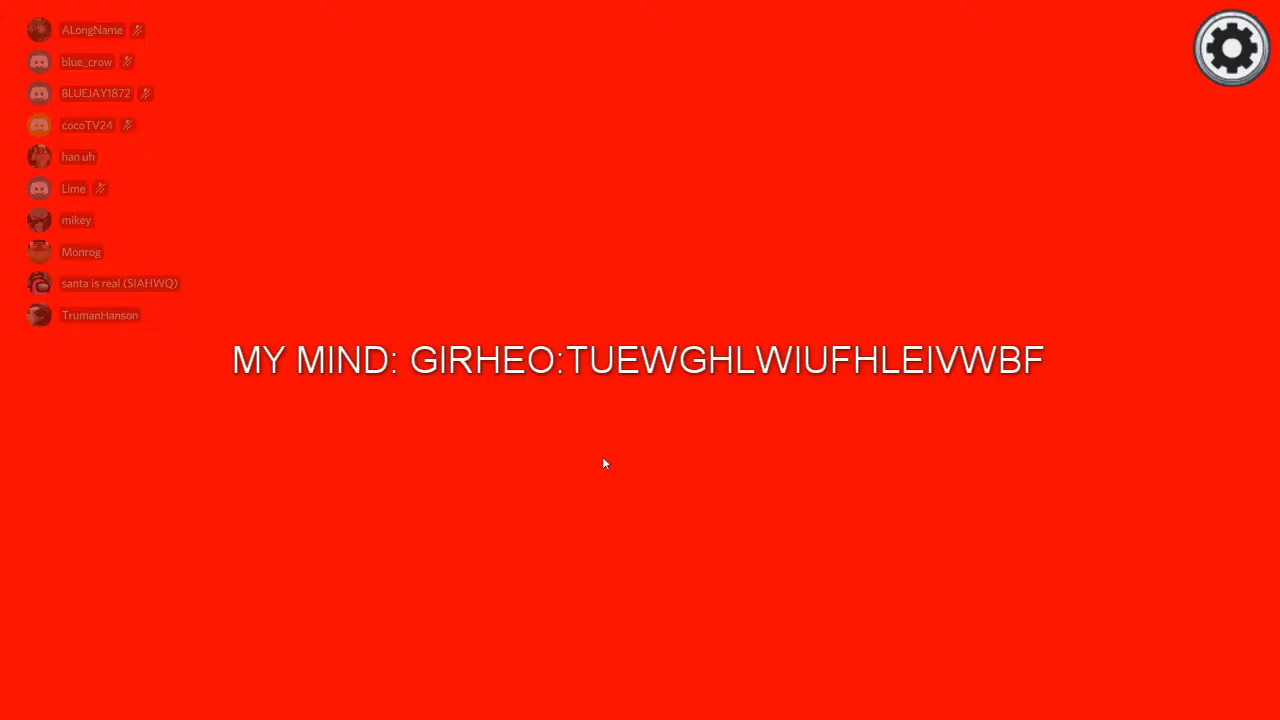 ALongName
blue_crow
BLUEJAY1872
cocoTV24
han uh
Lime
mikey
Monrog
santa is real (SIAHWQ)
TrumanHanson
MY MIND: GIRHEO:TUEWGHLWIUFHLEIVWBF